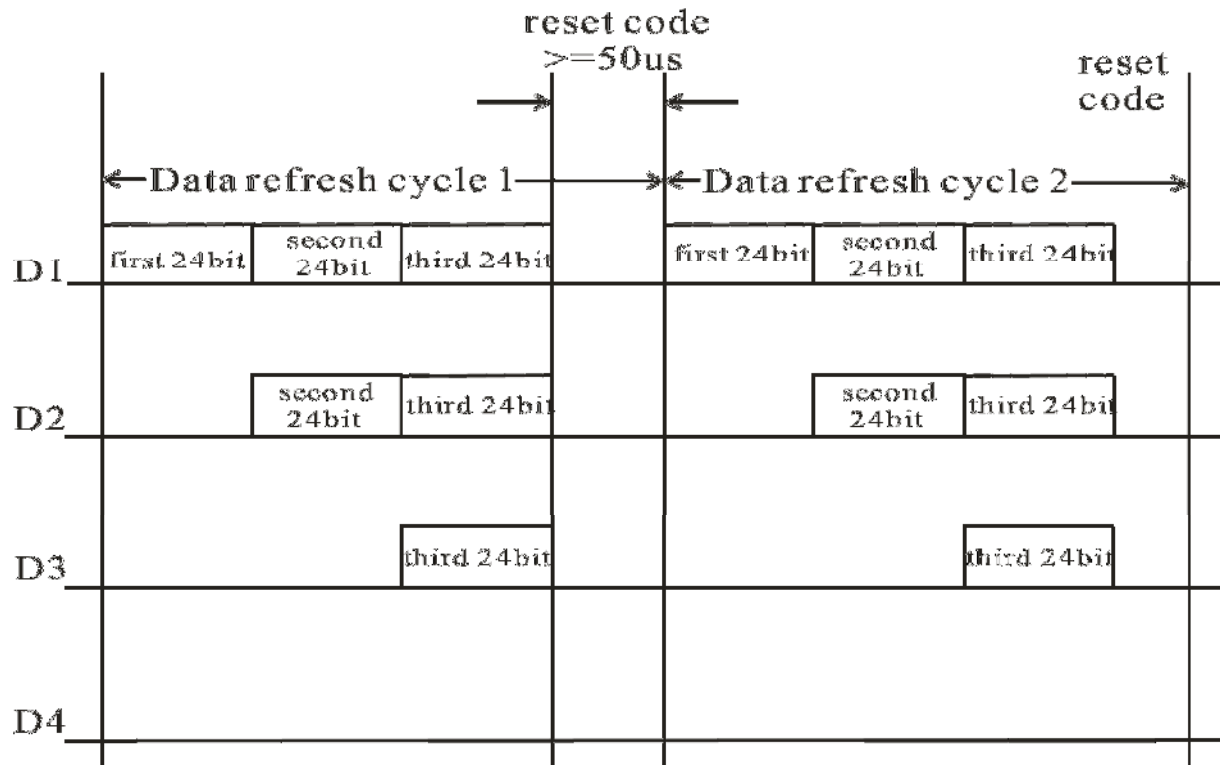 reset code
>=50us
reset
code
Data refresh cycle 1
Data refresh cycle 2
D1
first 24bit
second
24bit
third 24bit
first 24bit
second
24bit
third 24bit
D2
second
24bit
third 24bit
second
24bit
third 24bit
D3
third 24bit
third 24bit
D4